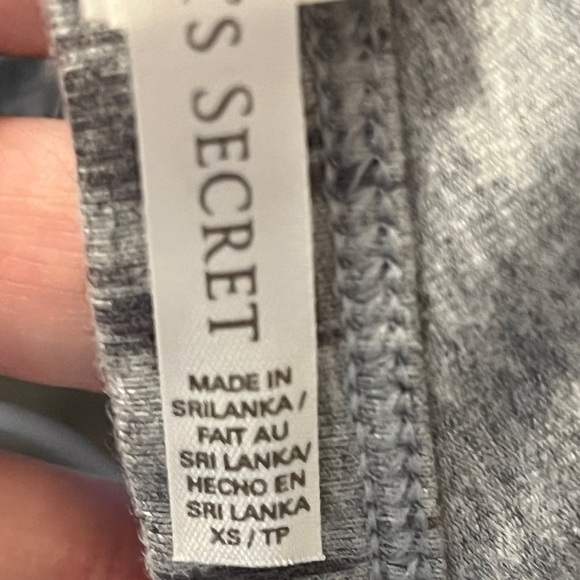 'S SECRET
MADE IN
SRILANKA /
FAIT AU
SRI LANKA/
HECHO EN
SRI LANKA
XS / TP